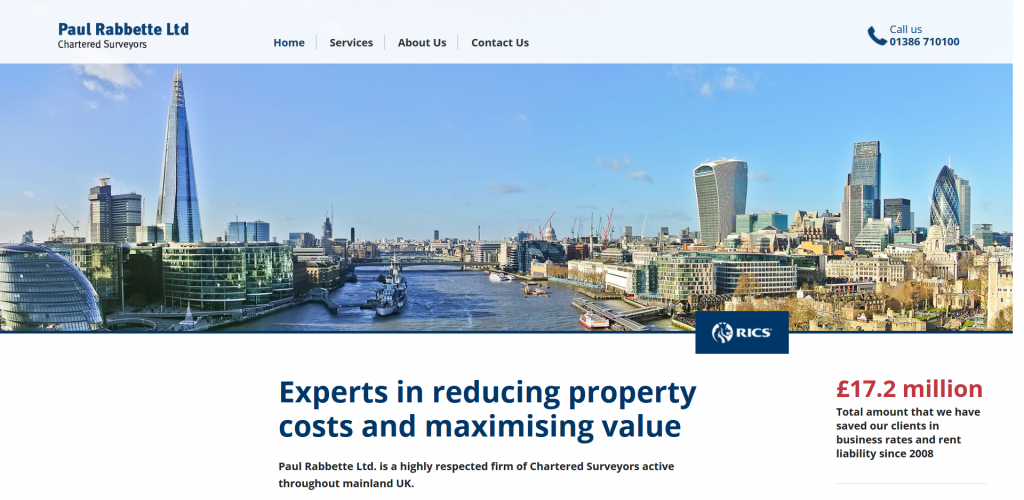 Paul Rabbette Ltd
Chartered Surveyors
Home
Services
About Us
Contact Us
Call us
01386 710100
RICS
Experts in reducing property
costs and maximising value
Paul Rabbette Ltd. is a highly respected firm of Chartered Surveyors active
throughout mainland UK.
£17.2 million
Total amount that we have
saved our clients in
business rates and rent
liability since 2008